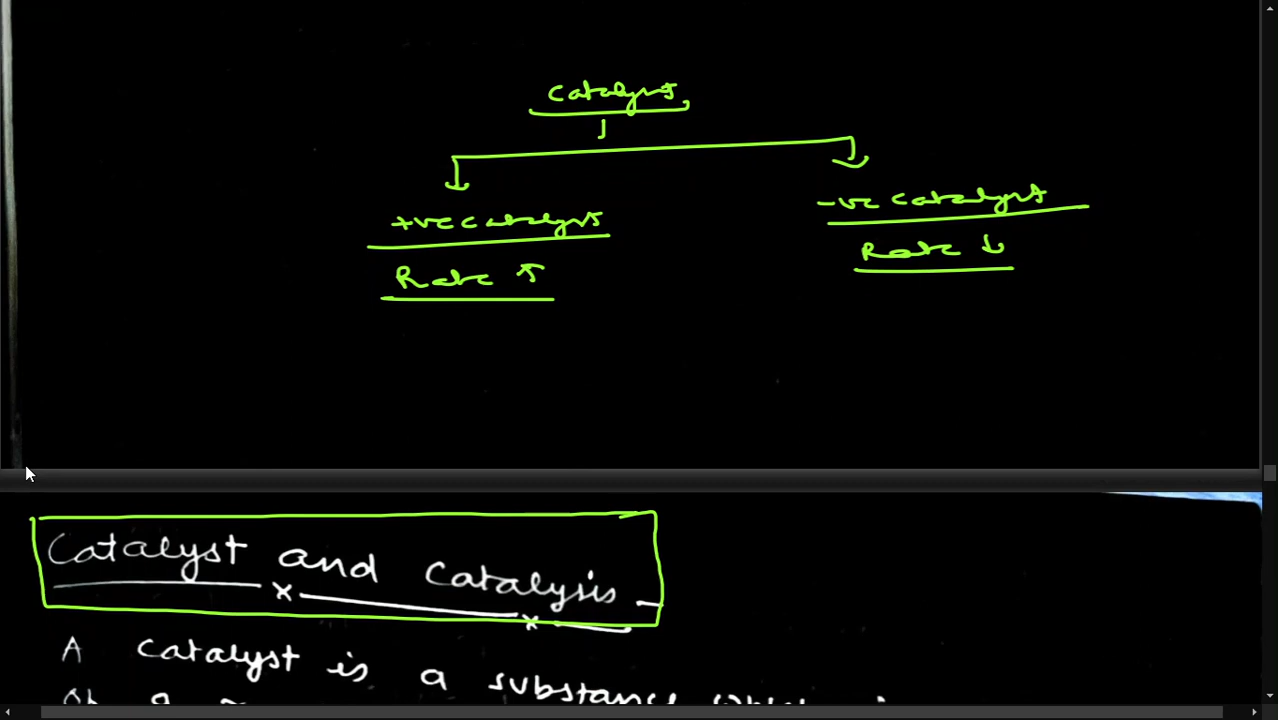 Catalyst
+ve catalyst
-ve catalyst
Rate ↑
Rate ↓
Catalyst and Catalysis
A catalyst is a substance